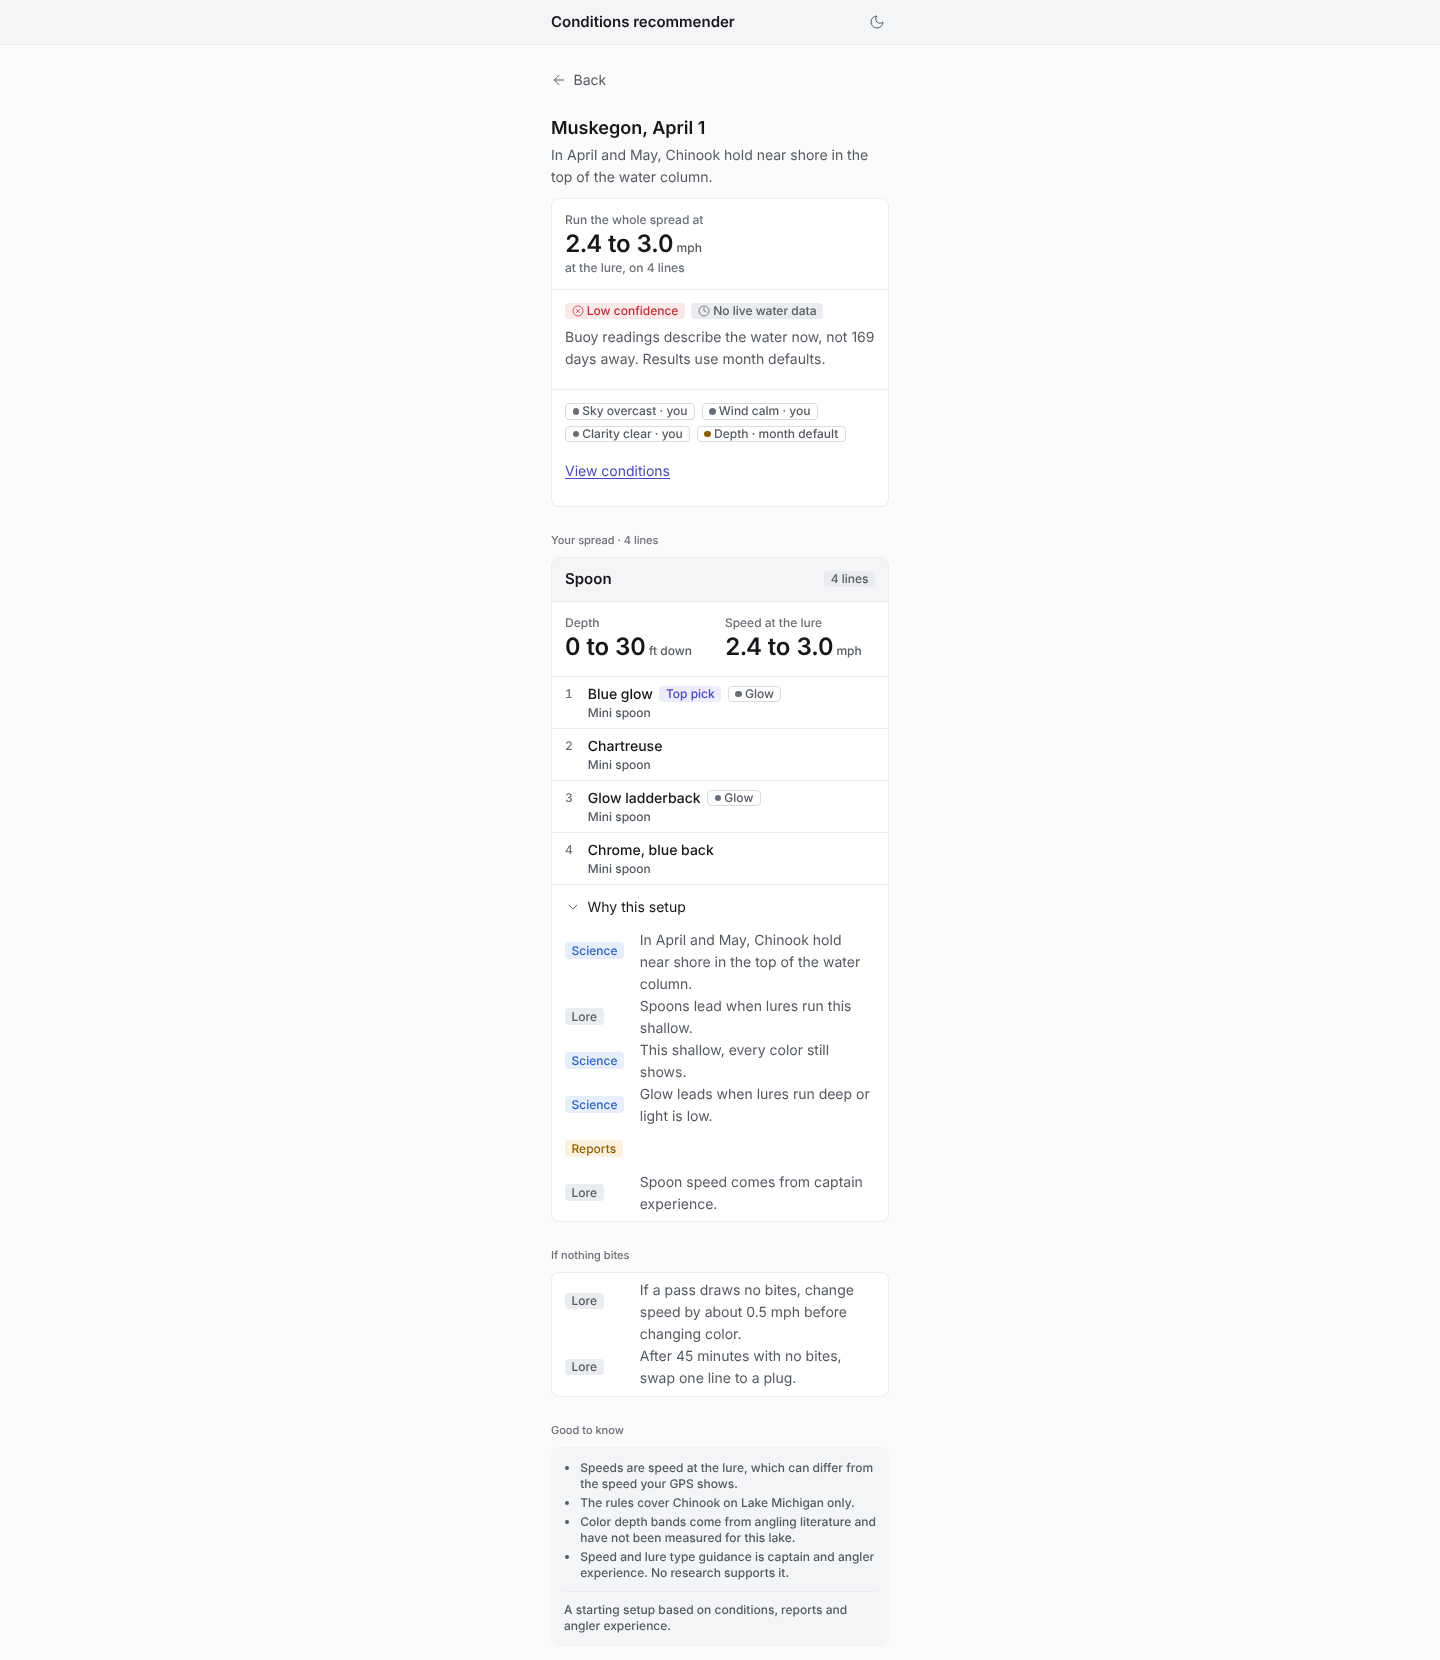 Conditions recommender
Back
Muskegon, April 1
In April and May, Chinook hold near shore in the
top of the water column.
Run the whole spread at
2.4 to 3.0 mph
at the lure, on 4 lines
Low confidence
No live water data
Buoy readings describe the water now, not 169
days away. Results use month defaults.
Sky overcast · you
Wind calm · you
Clarity clear · you
Depth · month default
View conditions
Your spread · 4 lines
Spoon
4 lines
Depth
0 to 30 ft down
Speed at the lure
2.4 to 3.0 mph
1 Blue glow Top pick Glow
Mini spoon
2 Chartreuse
Mini spoon
3 Glow ladderback Glow
Mini spoon
4 Chrome, blue back
Mini spoon
Why this setup
Science
In April and May, Chinook hold
near shore in the top of the water
column.
Lore
Spoons lead when lures run this
shallow.
Science
This shallow, every color still
shows.
Science
Glow leads when lures run deep or
light is low.
Reports
Lore
Spoon speed comes from captain
experience.
If nothing bites
Lore
If a pass draws no bites, change
speed by about 0.5 mph before
changing color.
Lore
After 45 minutes with no bites,
swap one line to a plug.
Good to know
• Speeds are speed at the lure, which can differ from
the speed your GPS shows.
• The rules cover Chinook on Lake Michigan only.
• Color depth bands come from angling literature and
have not been measured for this lake.
• Speed and lure type guidance is captain and angler
experience. No research supports it.
A starting setup based on conditions, reports and
angler experience.